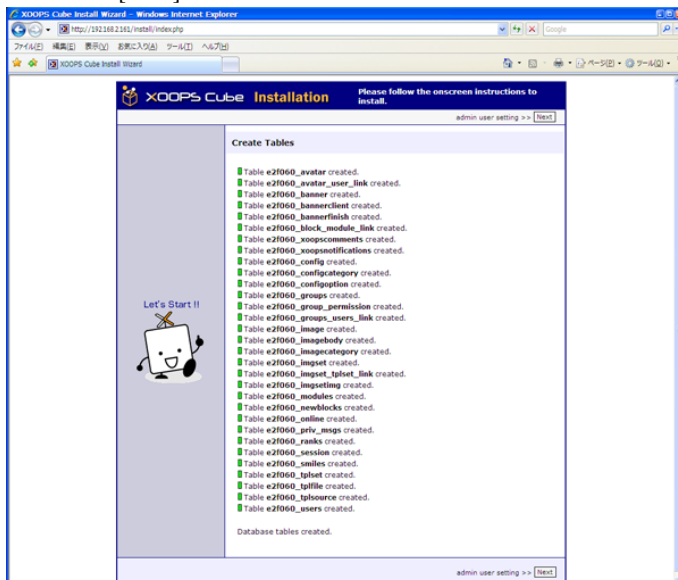 XOOPS Cube Install Wizard - Windows Internet Explorer
http://192.168.2.161/install/index.php
Google
ファイル(F) 編集(E) 表示(V) お気に入り(A) ツール(T) ヘルプ(H)
XOOPS Cube Install Wizard
ページ(P)
ツール(O)
XOOPS Cube Installation
Please follow the onscreen instructions to
install.
admin user setting >> Next
Create Tables
Table e2f060_avatar created.
Table e2f060_avatar_user_link created.
Table e2f060_banner created.
Table e2f060_bannerclient created.
Table e2f060_bannerfinish created.
Table e2f060_block_module_link created.
Table e2f060_xoopscomments created.
Table e2f060_xoopsnotifications created.
Table e2f060_config created.
Table e2f060_configcategory created.
Table e2f060_configoption created.
Table e2f060_groups created.
Table e2f060_group_permission created.
Table e2f060_groups_users_link created.
Table e2f060_image created.
Table e2f060_imagebody created.
Table e2f060_imagecategory created.
Table e2f060_imgset created.
Table e2f060_imgset_tplset_link created.
Table e2f060_imgsetimg created.
Table e2f060_modules created.
Table e2f060_newblocks created.
Table e2f060_online created.
Table e2f060_priv_msgs created.
Table e2f060_ranks created.
Table e2f060_session created.
Table e2f060_smiles created.
Table e2f060_tplset created.
Table e2f060_tplfile created.
Table e2f060_tplsource created.
Table e2f060_users created.
Database tables created.
Let's Start !!
admin user setting >> Next